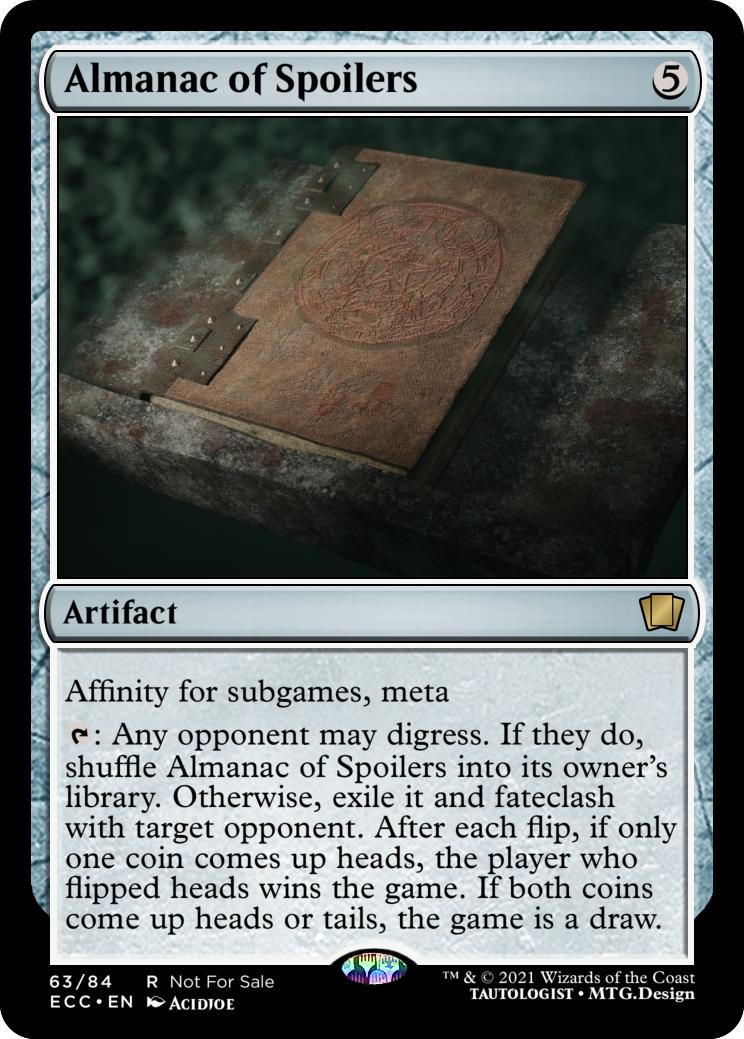 Almanac of Spoilers 5
Artifact
Affinity for subgames, meta
: Any opponent may digress. If they do,
shuffle Almanac of Spoilers into its owner's
library. Otherwise, exile it and fateclash
with target opponent. After each flip, if only
one coin comes up heads, the player who
flipped heads wins the game. If both coins
come up heads or tails, the game is a draw.
63/84 R Not For Sale
ECC • EN ACIDJOE
™ & © 2021 Wizards of the Coast
TAUTOLOGIST • MTG.Design